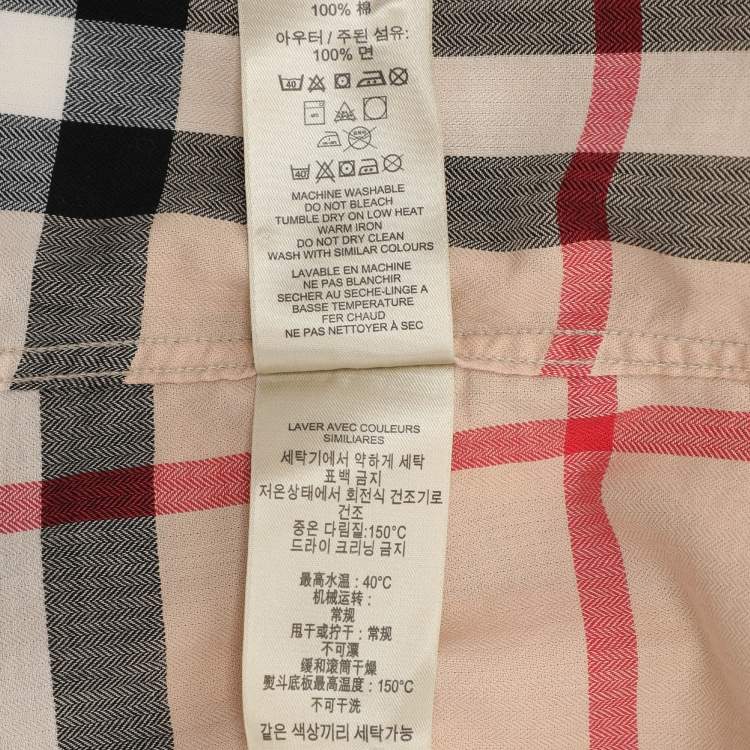 100% 棉
아우터 / 주된 섬유:
100% 면
40
40
MACHINE WASHABLE
DO NOT BLEACH
TUMBLE DRY ON LOW HEAT
WARM IRON
DO NOT DRY CLEAN
WASH WITH SIMILAR COLOURS
LAVABLE EN MACHINE
NE PAS BLANCHIR
SECHER AU SECHE-LINGE A
BASSE TEMPERATURE
FER CHAUD
NE PAS NETTOYER À SEC
LAVER AVEC COULEURS
SIMILIARES
세탁기에서 약하게 세탁
표백 금지
저온상태에서 회전식 건조기로
건조
중온 다림질:150°C
드라이 크리닝 금지
最高水温：40°C
机械运转：
常规
甩干或拧干：常规
不可漂
缓和滚筒干燥
熨斗底板最高温度：150°C
不可干洗
같은 색상끼리 세탁가능